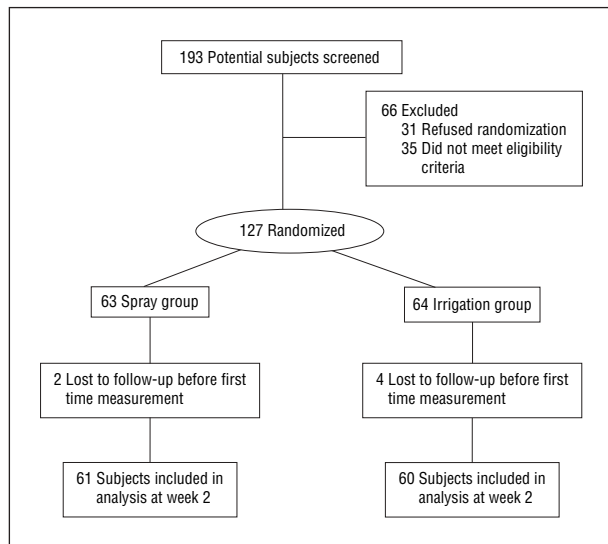 193 Potential subjects screened
66 Excluded
31 Refused randomization
35 Did not meet eligibility
criteria
127 Randomized
63 Spray group
64 Irrigation group
2 Lost to follow-up before first
time measurement
4 Lost to follow-up before first
time measurement
61 Subjects included in
analysis at week 2
60 Subjects included in
analysis at week 2